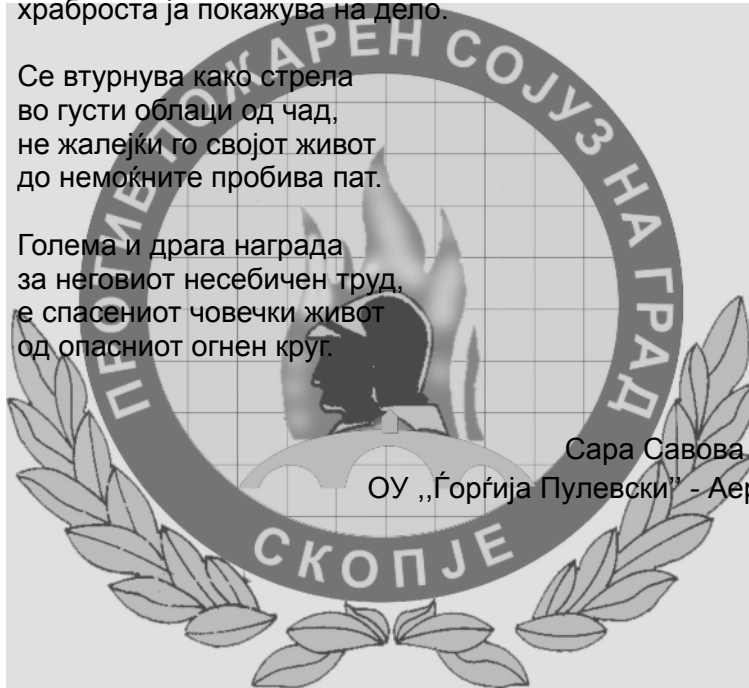 храброста ја покажува на дело.
Се втурнува како стрела
во густи облаци од чад,
не жалејќи го својот живот
до немоќните пробива пат.
Голема и драга награда
за неговиот несебичен труд,
е спасениот човечки живот
од опасниот огнен круг.
Сара Савова
ОУ ,,Ѓорѓија Пулевски’’ - Аер
ПРОТИВ ПОЖАРЕН СОЈУЗ НА ГРАД
СКОПЈЕ